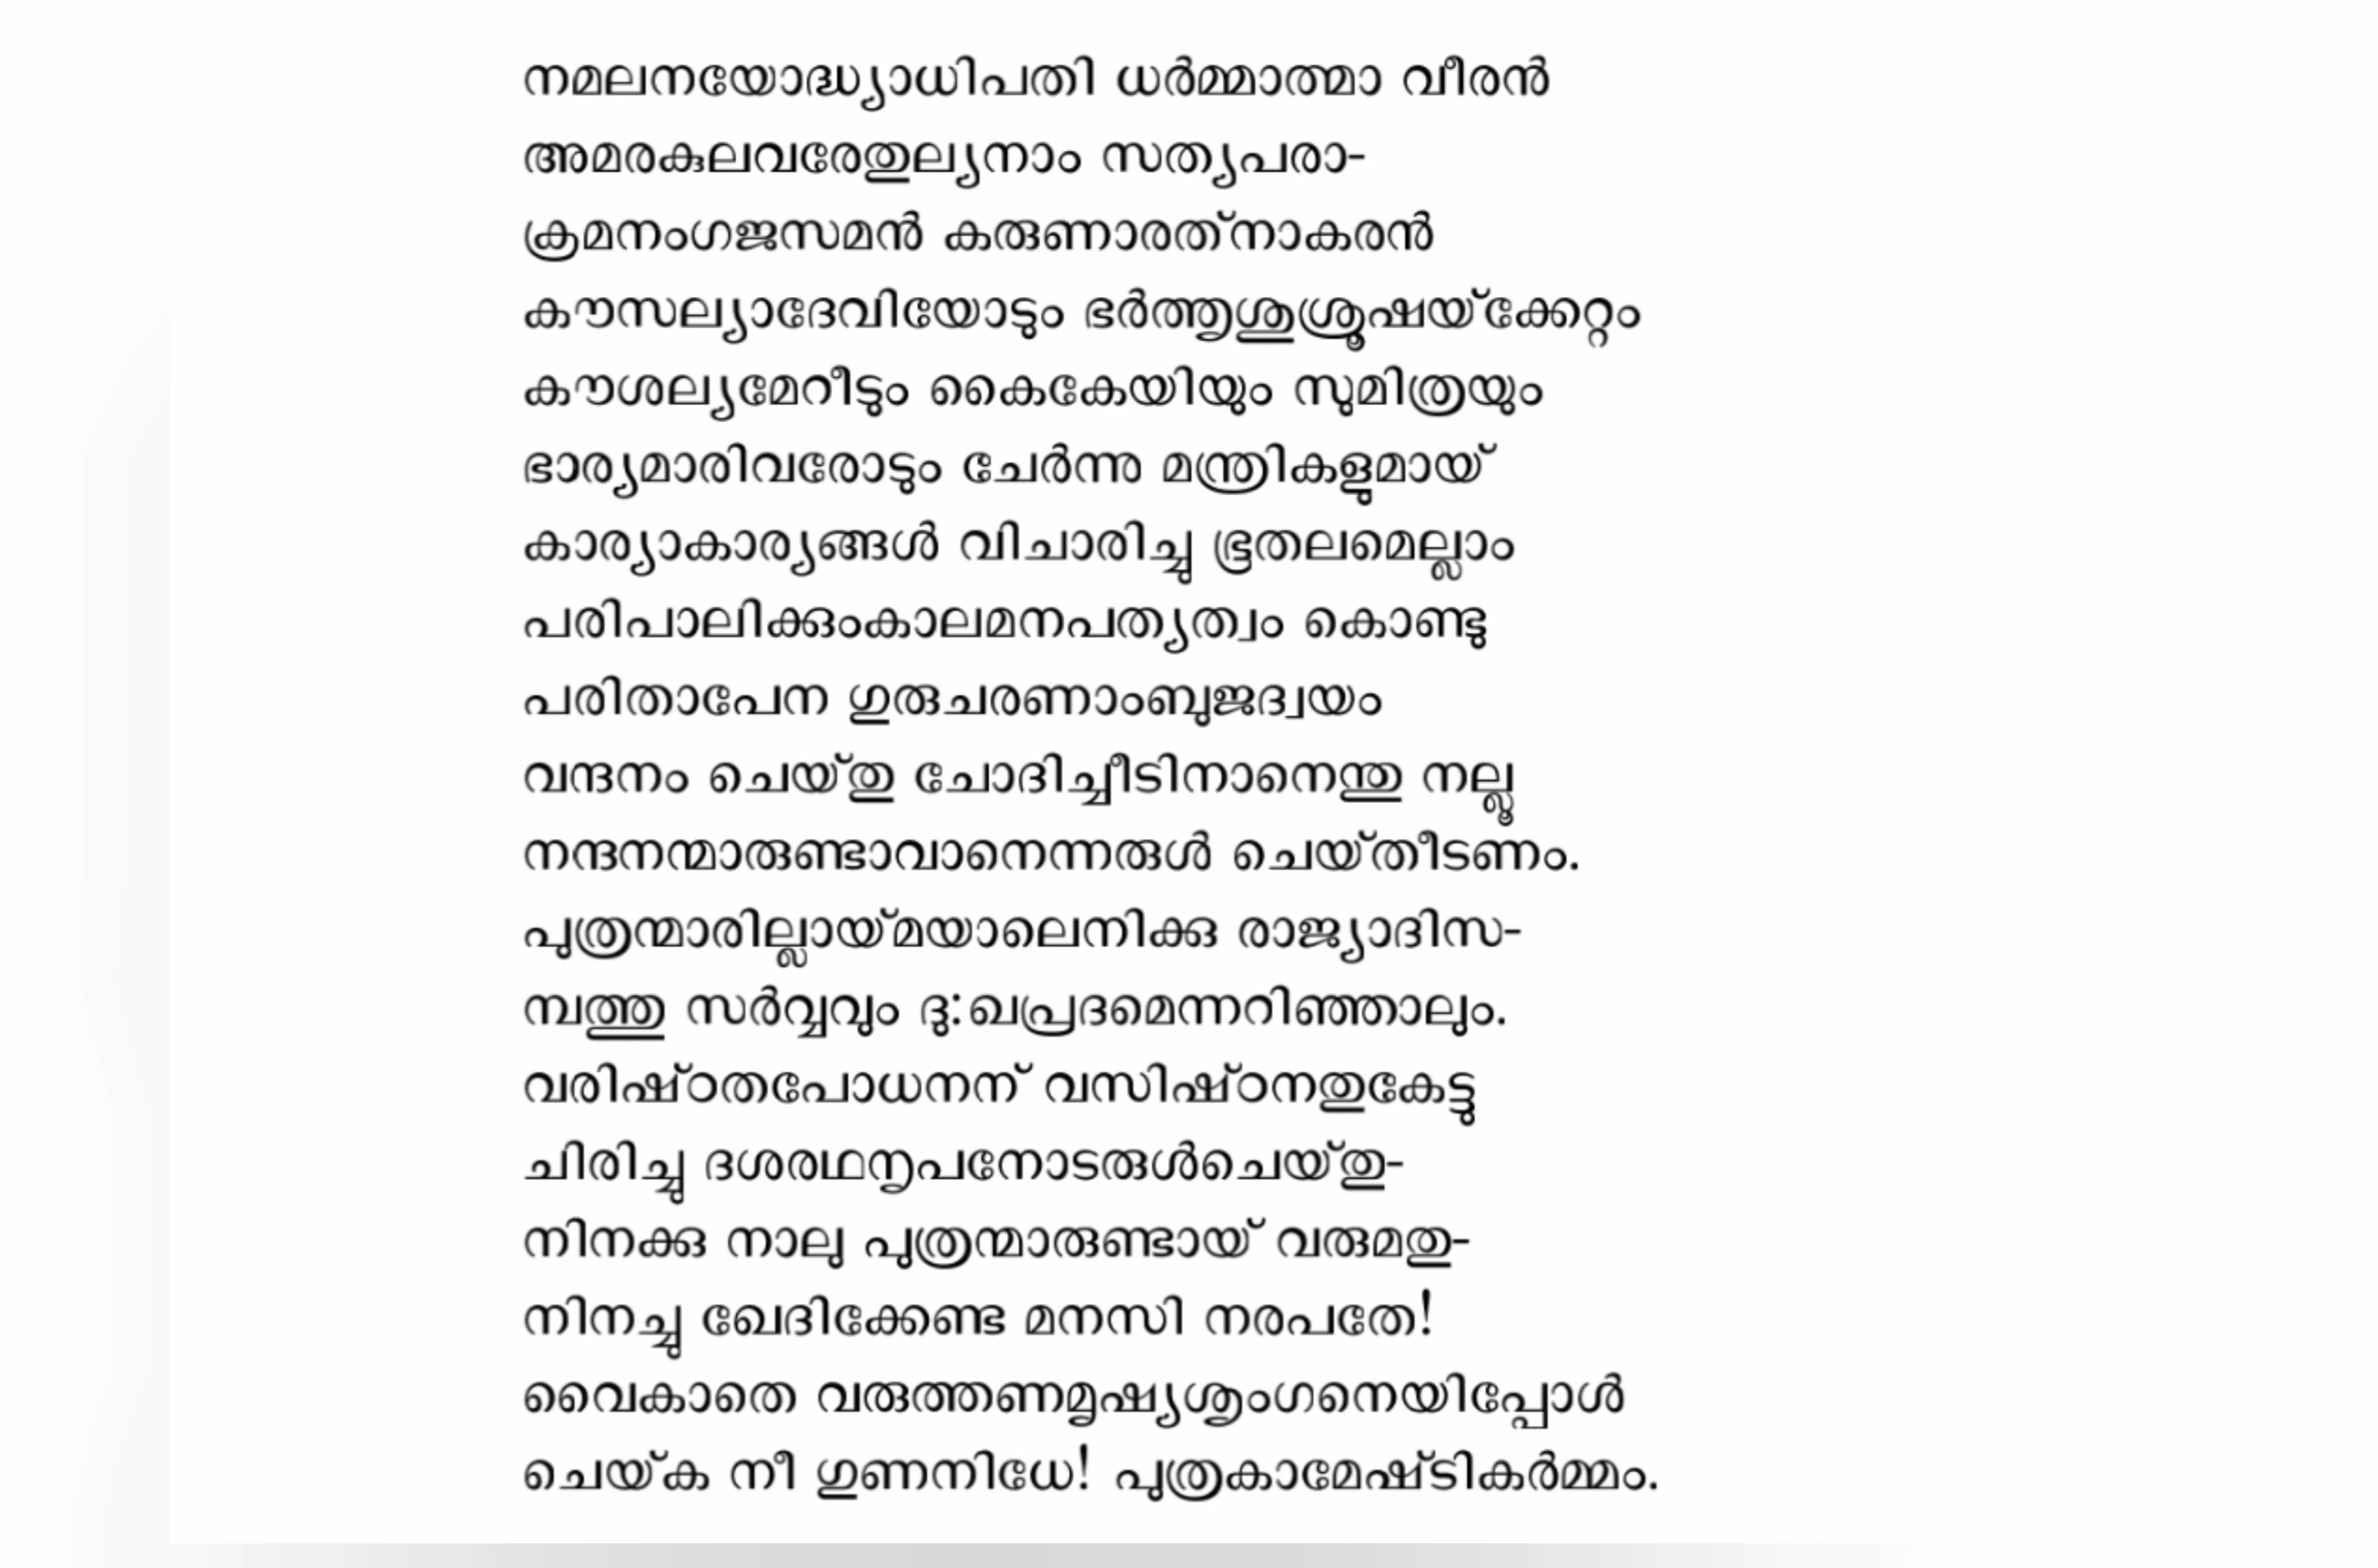 നമലനയോദ്ധ്യാധിപതി ധർമ്മാത്മാ വീരൻ
അമരകുലവരേതുല്യനാം സത്യപരാ-
ക്രമനംഗജസമൻ കരുണാരത്‌നാകരൻ
കൗസല്യാദേവിയോടും ഭർത്തൃശുശ്രൂഷയ്‌ക്കേറ്റം
കൗശല്യമേറീടും കൈകേയിയും സുമിത്രയും
ഭാര്യമാരിവരോടും ചേർന്നു മന്ത്രികളുമായ്
കാര്യാകാര്യങ്ങൾ വിചാരിച്ചു ഭൂതലമെല്ലാം
പരിപാലിക്കുംകാലമനപത്യത്വം കൊണ്ടു
പരിതാപേന ഗുരുചരണാംബുജദ്വയം
വന്ദനം ചെയ്‌തു ചോദിച്ചീടിനാനെന്തു നല്ലൂ
നന്ദനന്മാരുണ്ടാവാനെന്നരുൾ ചെയ്‌തീടണം.
പുത്രന്മാരില്ലായ്‌മയാലെനിക്കു രാജ്യാദിസ-
മ്പത്തു സർവ്വവും ദു:ഖപ്രദമെന്നറിഞ്ഞാലും.
വരിഷ്‌ഠതപോധനന് വസിഷ്‌ഠനതുകേട്ടു
ചിരിച്ചു ദശരഥനൃപനോടരുൾചെയ്‌തു-
നിനക്കു നാലു പുത്രന്മാരുണ്ടായ് വരുമതു-
നിനച്ചു ഖേദിക്കേണ്ട മനസി നരപതേ!
വൈകാതെ വരുത്തണമൃഷ്യശൃംഗനെയിപ്പോൾ
ചെയ്‌ക നീ ഗുണനിധേ! പുത്രകാമേഷ്‌ടികർമ്മം.